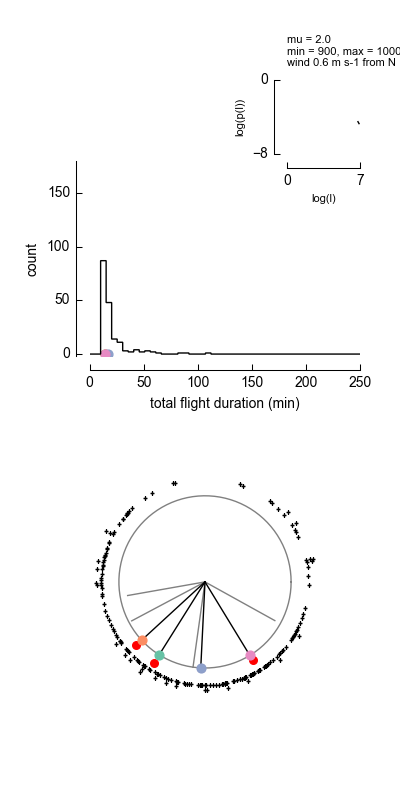 mu = 2.0
min = 900, max = 1000
wind 0.6 m s-1 from N
0
log(p(l))
−8
0 7
log(l)
150
100
50
0
count
0 50 100 150 200 250
total flight duration (min)